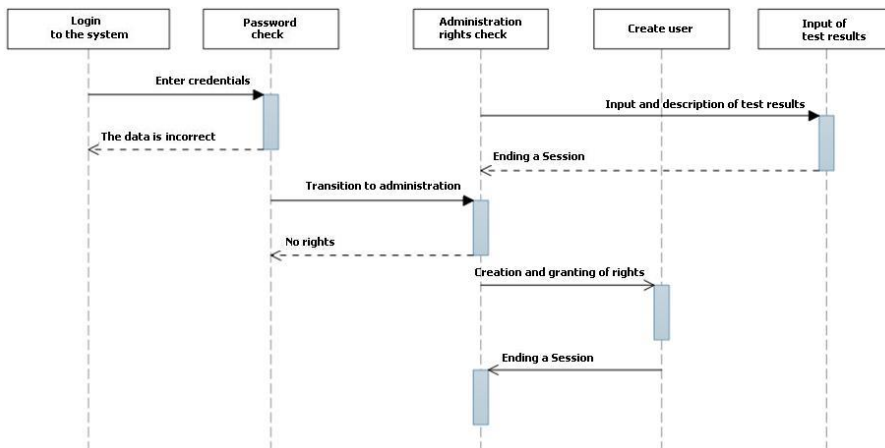 Login
to the system
Password
check
Administration
rights check
Create user
Input of
test results
Enter credentials
Input and description of test results
The data is incorrect
Ending a Session
Transition to administration
No rights
Creation and granting of rights
Ending a Session